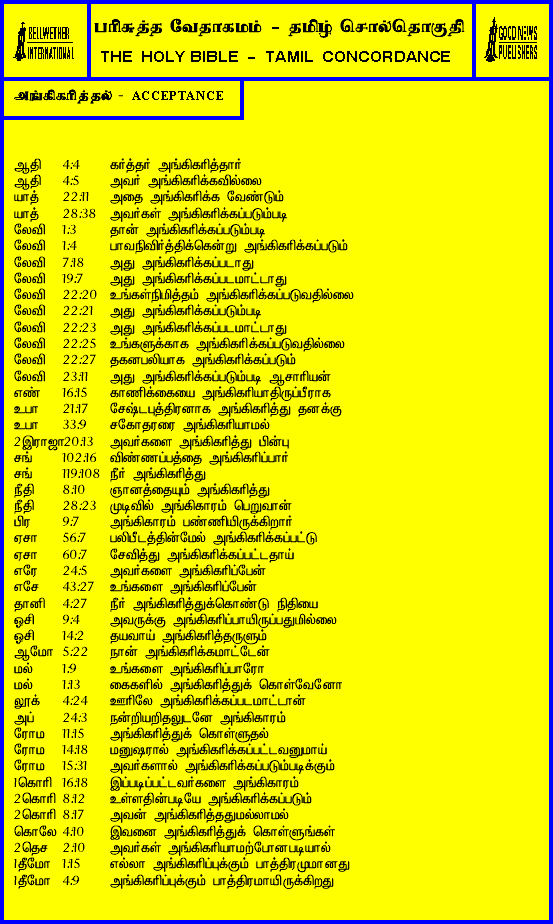 BELLWETHER
INTERNATIONAL
பரிசுத்த வேதாகமம் - தமிழ் சொல்தொகுதி
THE HOLY BIBLE - TAMIL CONCORDANCE
GOOD NEWS
PUBLISHERS
அங்கிகரித்தல் - ACCEPTANCE
ஆதி 4:4 கர்த்தர் அங்கிகரித்தார்
ஆதி 4:5 அவர் அங்கிகரிக்கவில்லை
யாத் 22:11 அதை அங்கிகரிக்க வேண்டும்
யாத் 28:38 அவர்கள் அங்கிகரிக்கப்படும்படி
லேவி 1:3 தான் அங்கிகரிக்கப்படும்படி
லேவி 1:4 பாவநிவிர்த்திக்கென்று அங்கிகரிக்கப்படும்
லேவி 7:18 அது அங்கிகரிக்கப்படாது
லேவி 19:7 அது அங்கிகரிக்கப்படமாட்டாது
லேவி 22:20 உங்கள்நிமித்தம் அங்கிகரிக்கப்படுவதில்லை
லேவி 22:21 அது அங்கிகரிக்கப்படும்படி
லேவி 22:23 அது அங்கிகரிக்கப்படமாட்டாது
லேவி 22:25 உங்களுக்காக அங்கிகரிக்கப்படுவதில்லை
லேவி 22:27 தகனபலியாக அங்கிகரிக்கப்படும்
லேவி 23:11 அது அங்கிகரிக்கப்படும்படி ஆசாரியன்
எண் 16:15 காணிக்கையை அங்கிகரியாதிருப்பீராக
உபா 21:17 சேஷ்டபுத்திரனாக அங்கிகரித்து தனக்கு
உபா 33:9 சகோதரரை அங்கிகரியாமல்
2இராஜா20:13 அவர்களை அங்கிகரித்து பின்பு
சங் 102:16 விண்ணப்பத்தை அங்கிகரிப்பார்
சங் 119:108 நீர் அங்கிகரித்து
நீதி 8:10 ஞானத்தையும் அங்கிகரித்து
நீதி 28:23 முடிவில் அங்கிகாரம் பெறுவான்
பிர 9:7 அங்கிகாரம் பண்ணியிருக்கிறார்
ஏசா 56:7 பலிபீடத்தின்மேல் அங்கிகரிக்கப்பட்டு
ஏசா 60:7 சேவித்து அங்கிகரிக்கப்பட்டதாய்
எரே 24:5 அவர்களை அங்கிகரிப்பேன்
எசே 43:27 உங்களை அங்கிகரிப்பேன்
தானி 4:27 நீர் அங்கிகரித்துக்கொண்டு நிதியை
ஓசி 9:4 அவருக்கு அங்கிகரிப்பாயிருப்பதுமில்லை
ஓசி 14:2 தயவாய் அங்கிகரித்தருளும்
ஆமோ 5:22 நான் அங்கிகரிக்கமாட்டேன்
மல் 1:9 உங்களை அங்கிகரிப்பாரோ
மல் 1:13 கைகளில் அங்கிகரித்துக் கொள்வேனோ
லூக் 4:24 ஊரிலே அங்கிகரிக்கப்படமாட்டான்
அப் 24:3 நன்றியறிதலுடனே அங்கிகாரம்
ரோம 11:15 அங்கிகரித்துக் கொள்ளுதல்
ரோம 14:18 மனுஷரால் அங்கிகரிக்கப்பட்டவனுமாய்
ரோம 15:31 அவர்களால் அங்கிகரிக்கப்படும்படிக்கும்
1கொரி 16:18 இப்படிப்பட்டவர்களை அங்கிகாரம்
2கொரி 8:12 உள்ளதின்படியே அங்கிகரிக்கப்படும்
2கொரி 8:17 அவன் அங்கிகரித்ததுமல்லாமல்
கொலே 4:10 இவனை அங்கிகரித்துக் கொள்ளுங்கள்
2தெச 2:10 அவர்கள் அங்கிகரியாமற்போனபடியால்
1தீமோ 1:15 எல்லா அங்கிகரிப்புக்கும் பாத்திரமுமானது
1தீமோ 4:9 அங்கிகரிப்புக்கும் பாத்திரமாயிருக்கிறது